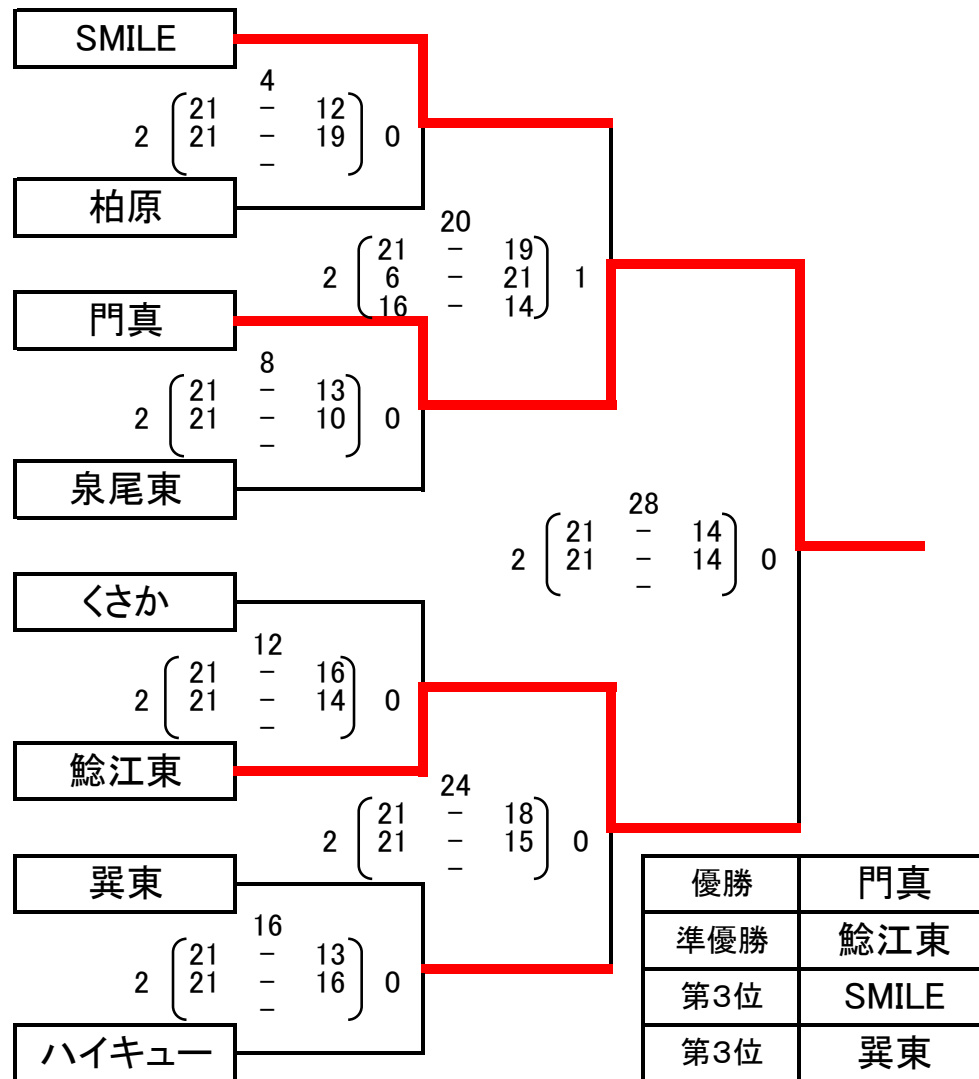 SMILE
4
21 － 12
2 21 － 19 0
－
柏原
20
21 － 19
2 6 － 21 1
16 － 14
門真
8
21 － 13
2 21 － 10 0
－
泉尾東
28
21 － 14
2 21 － 14 0
－
くさか
12
21 － 16
2 21 － 14 0
－
鯰江東
24
21 － 18
2 21 － 15 0
－
巽東
16
21 － 13
2 21 － 16 0
－
ハイキュー
優勝 門真
準優勝 鯰江東
第3位 SMILE
第3位 巽東